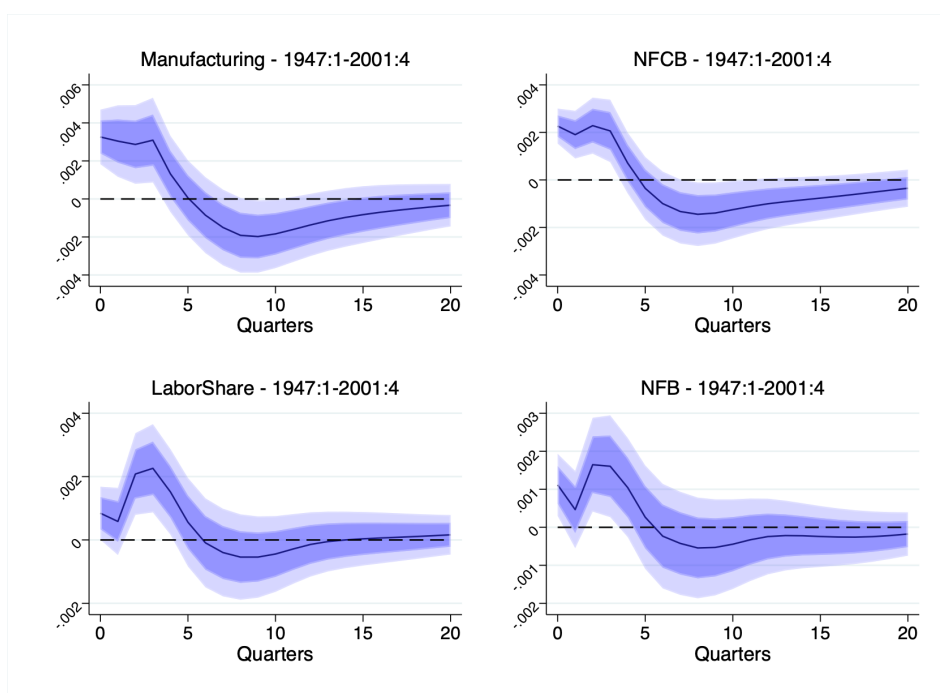 Manufacturing - 1947:1-2001:4
.006
.004
.002
0
-.002
-.004
0 5 10 15 20
Quarters
NFCB - 1947:1-2001:4
.004
.002
0
-.002
-.004
0 5 10 15 20
Quarters
LaborShare - 1947:1-2001:4
.004
.002
0
-.002
0 5 10 15 20
Quarters
NFB - 1947:1-2001:4
.003
.002
.001
0
-.001
-.002
0 5 10 15 20
Quarters